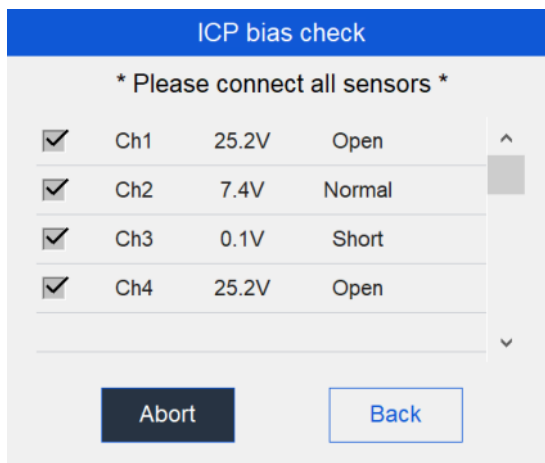 ICP bias check
* Please connect all sensors *
Ch1 25.2V Open
Ch2 7.4V Normal
Ch3 0.1V Short
Ch4 25.2V Open
Abort Back